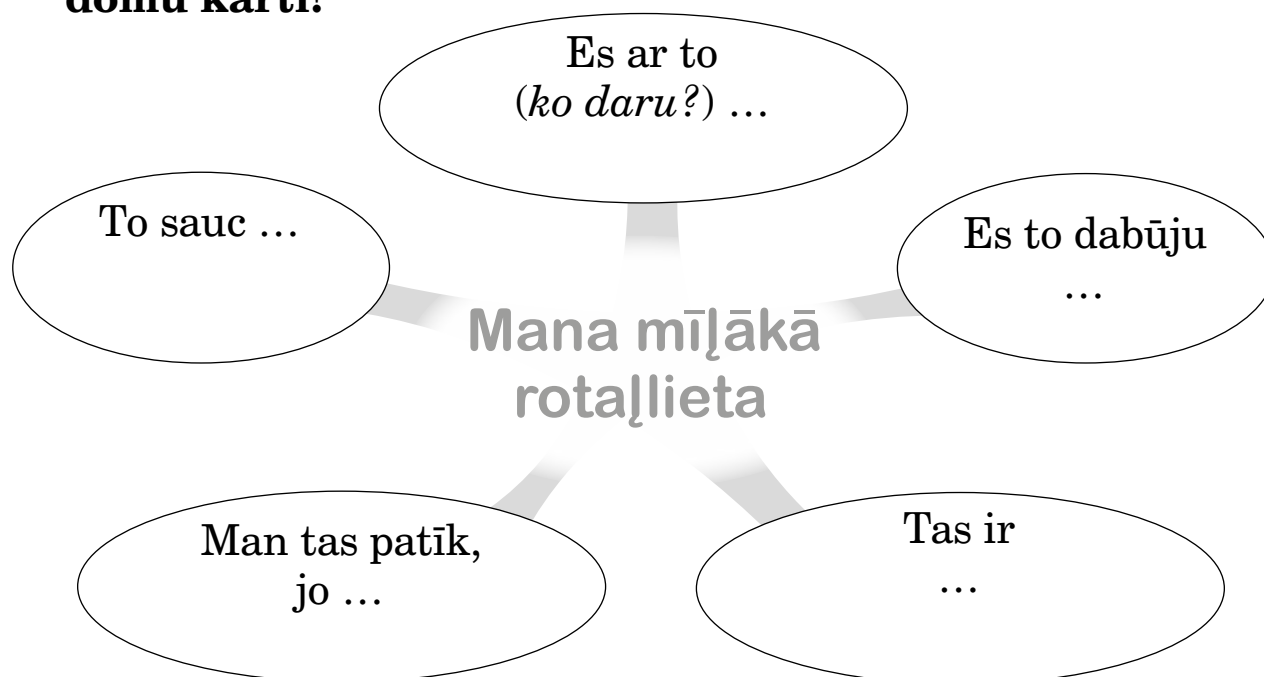 domu karti!
Es ar to
(ko daru?) …
To sauc …
Es to dabūju
…
Mana mīļākā
rotaļlieta
Man tas patīk,
jo …
Tas ir
…